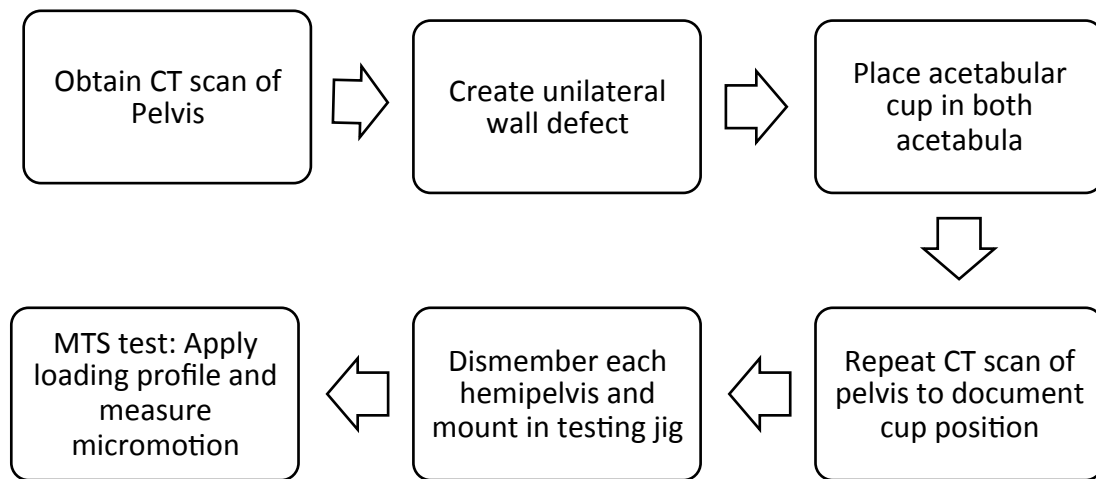 Obtain CT scan of
Pelvis
Create unilateral
wall defect
Place acetabular
cup in both
acetabula
Repeat CT scan of
pelvis to document
cup position
Dismember each
hemipelvis and
mount in testing jig
MTS test: Apply
loading profile and
measure
micromotion